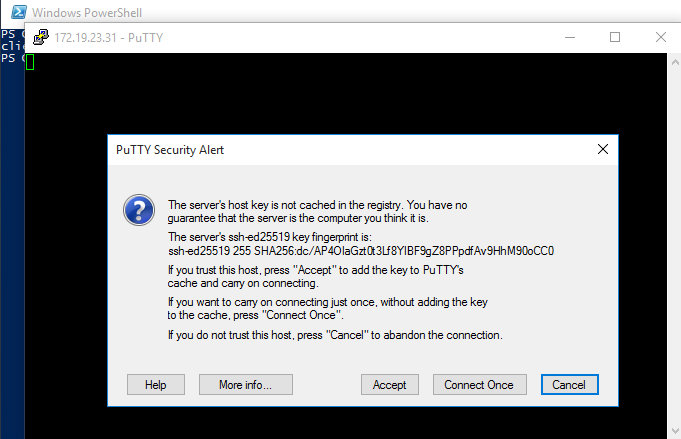 Windows PowerShell
PS
172.19.23.31 - PuTTY
clie
PS
PuTTY Security Alert
The server's host key is not cached in the registry. You have no
guarantee that the server is the computer you think it is.
The server's ssh-ed25519 key fingerprint is:
ssh-ed25519 255 SHA256:dc/AP4OlaGzt0t3Lf8YIBF9gZ8PPpdfAv9HhM90oCC0
If you trust this host, press "Accept" to add the key to PuTTY's
cache and carry on connecting.
If you want to carry on connecting just once, without adding the key
to the cache, press "Connect Once".
If you do not trust this host, press "Cancel" to abandon the connection.
Help More info... Accept Connect Once Cancel